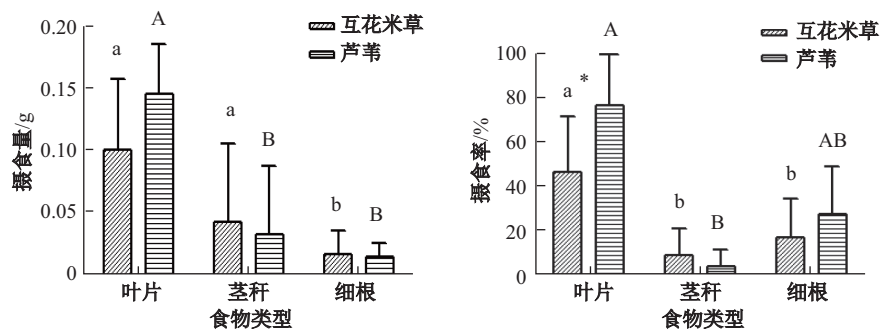 0.20
0.15
0.10
0.05
0
摄食量/g
a
A
a
B
b
B
互花米草
芦苇
叶片
茎秆
细根
食物类型
100
80
60
40
20
0
摄食率/%
a
*
A
b
B
b
AB
互花米草
芦苇
叶片
茎秆
细根
食物类型